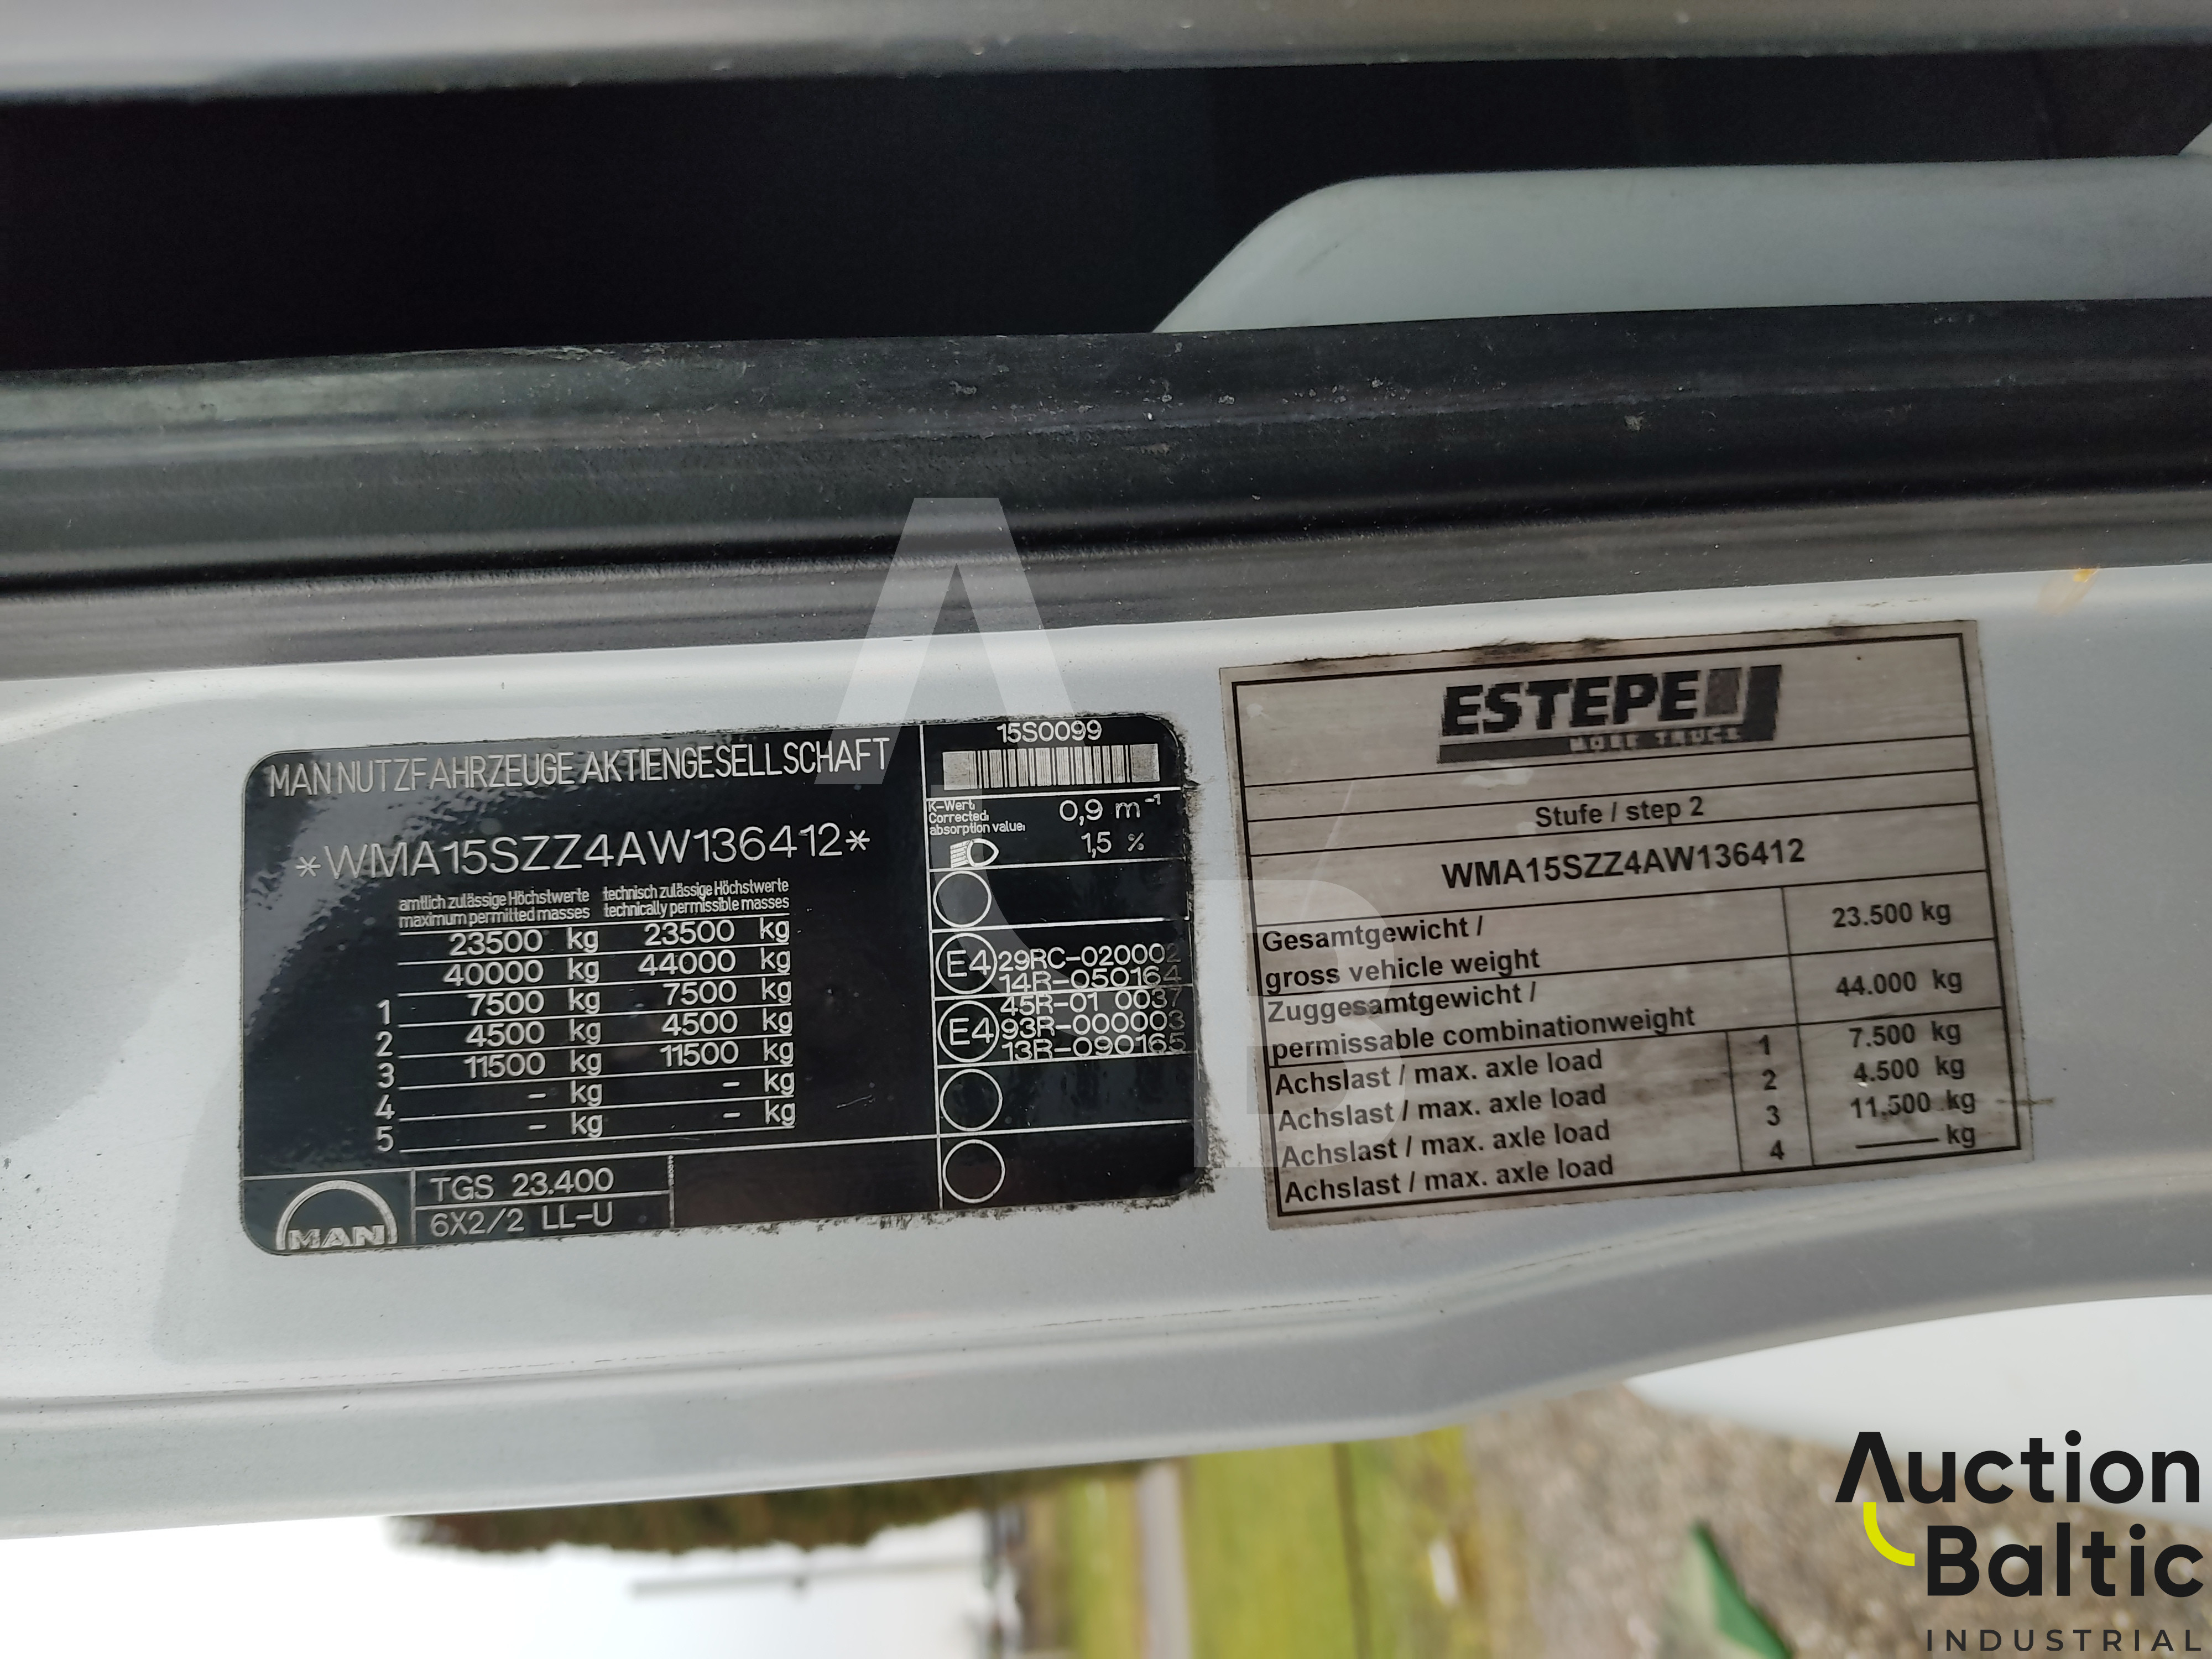 MAN NUTZFAHRZEUGE AKTIENGESELLSCHAFT
*WMA15SZZ4AW136412*
amtlich zulässige Höchstwerte technisch zulässige Höchstwerte
maximum permitted masses technically permissible masses
23500 kg 23500 kg
40000 kg 44000 kg
1 7500 kg 7500 kg
2 4500 kg 4500 kg
3 11500 kg 11500 kg
4 - kg - kg
5 - kg - kg
MAN
TGS 23.400
6X2/2 LL-U
15S0099
K-Wert:
Corrected:
absorption value:
0,9 m⁻¹
1,5 %
E4 29RC-020002
14R-050164
45R-01 0037
E4 93R-000003
13R-090165
ESTEPE
MORE TRUCK
Stufe / step 2
WMA15SZZ4AW136412
Gesamtgewicht /
gross vehicle weight
23.500 kg
Zuggesamtgewicht /
permissable combinationweight
44.000 kg
Achslast / max. axle load 1 7.500 kg
Achslast / max. axle load 2 4.500 kg
Achslast / max. axle load 3 11.500 kg
Achslast / max. axle load 4 —— kg
AB
Auction
Baltic
INDUSTRIAL